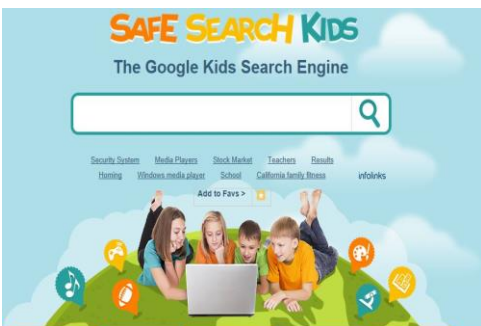 SAFE SEARCH KIDS
The Google Kids Search Engine
Security System Media Players Stock Market Teachers Results
Homing Windows media player School California family fitness infolinks
Add to Favs >